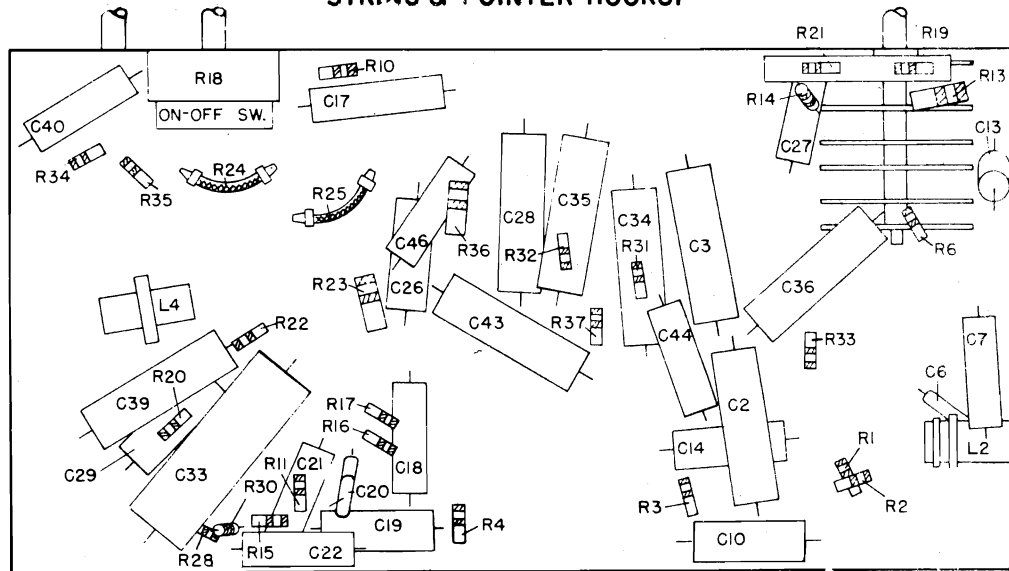 STRING & POINTER HOOKUP
R21 R19
R18 R10
C17 R13
ON-OFF SW. R14
C40 C27 C13
R34 R24
R35 R25
C46 R36 C28 C35 C34 C3 R6
R32 R31
R23 C26 C36
L4 C43 R37
R22 C44 R33 C7
R20 C6
C39 R17 C2
R16 C14 R1 L2
C29 C33 R11 C21 C18
R30 C20 R3 R2
R28 R15 C19 R4
C22 C10